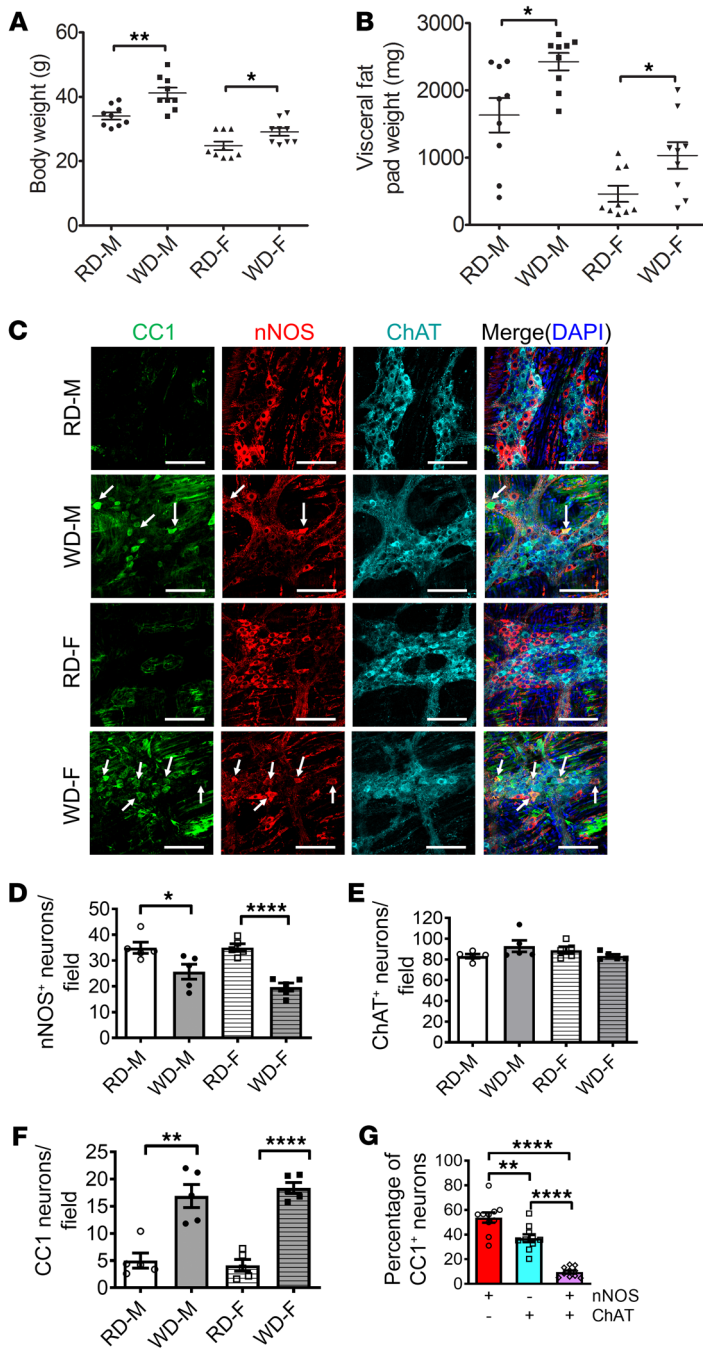 A
Body weight (g)
60
40
20
0
**
*
RD-M
WD-M
RD-F
WD-F
B
Visceral fat
pad weight (mg)
3000
2000
1000
0
*
*
RD-M
WD-M
RD-F
WD-F
C
CC1 nNOS ChAT Merge(DAPI)
RD-M
WD-M
RD-F
WD-F
D
nNOS+ neurons/
field
40
35
30
25
20
10
0
*
****
RD-M
WD-M
RD-F
WD-F
E
ChAT+ neurons/
field
120
100
80
60
40
20
0
RD-M
WD-M
RD-F
WD-F
F
CC1 neurons/
field
25
20
15
10
5
0
**
****
RD-M
WD-M
RD-F
WD-F
G
Percentage of
CC1+ neurons
100
80
60
40
20
0
****
**
****
+ - + nNOS
- + + ChAT